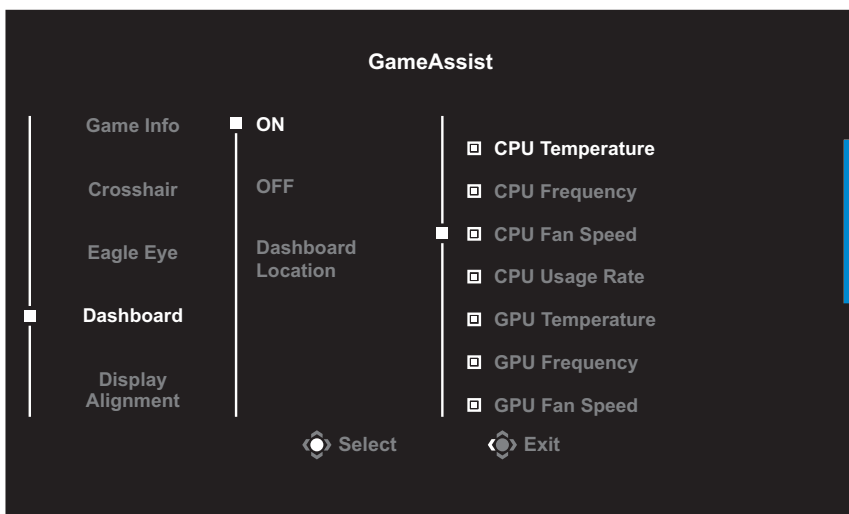 GameAssist
Game Info
Crosshair
Eagle Eye
Dashboard
Display
Alignment
ON
OFF
Dashboard
Location
CPU Temperature
CPU Frequency
CPU Fan Speed
CPU Usage Rate
GPU Temperature
GPU Frequency
GPU Fan Speed
Select
Exit